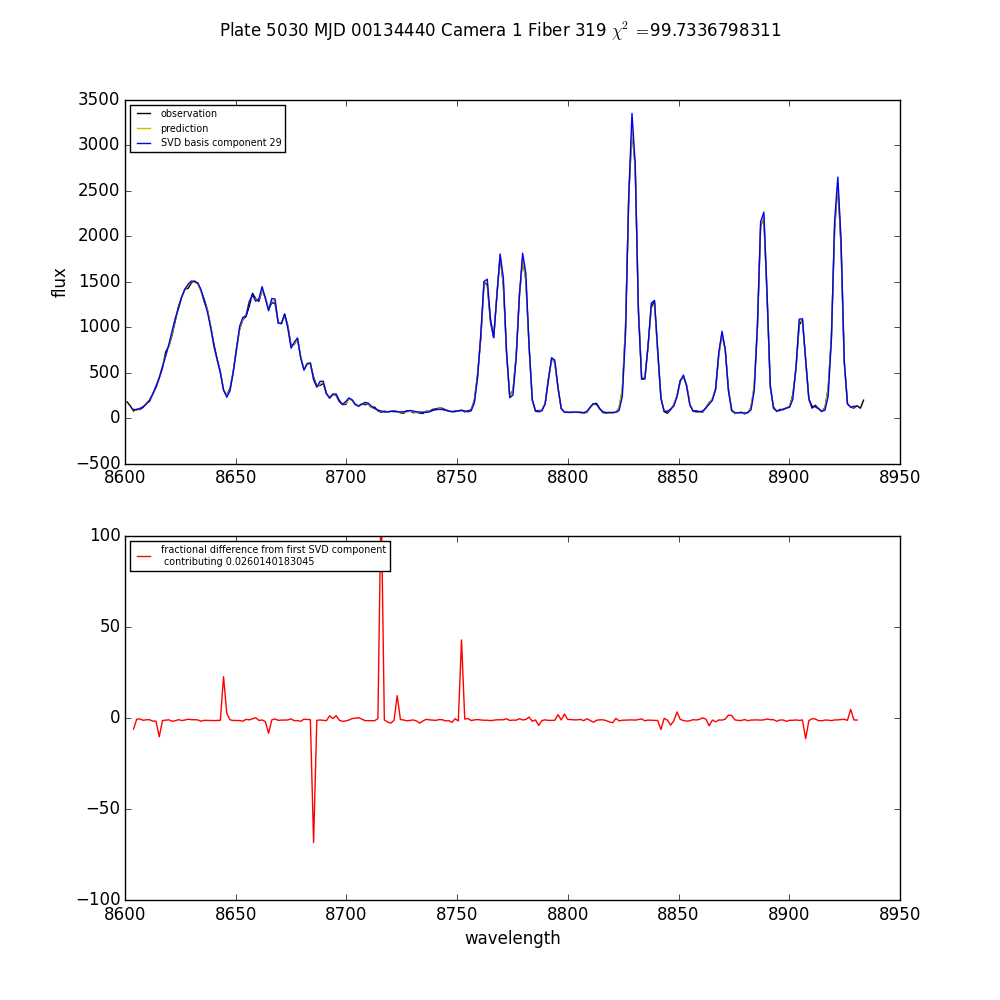 Plate 5030 MJD 00134440 Camera 1 Fiber 319 χ² =99.7336798311
3500
3000
2500
2000
1500
1000
500
0
−500
flux
observation
prediction
SVD basis component 29
8600 8650 8700 8750 8800 8850 8900 8950
100
50
0
−50
−100
fractional difference from first SVD component
contributing 0.0260140183045
8600 8650 8700 8750 8800 8850 8900 8950
wavelength